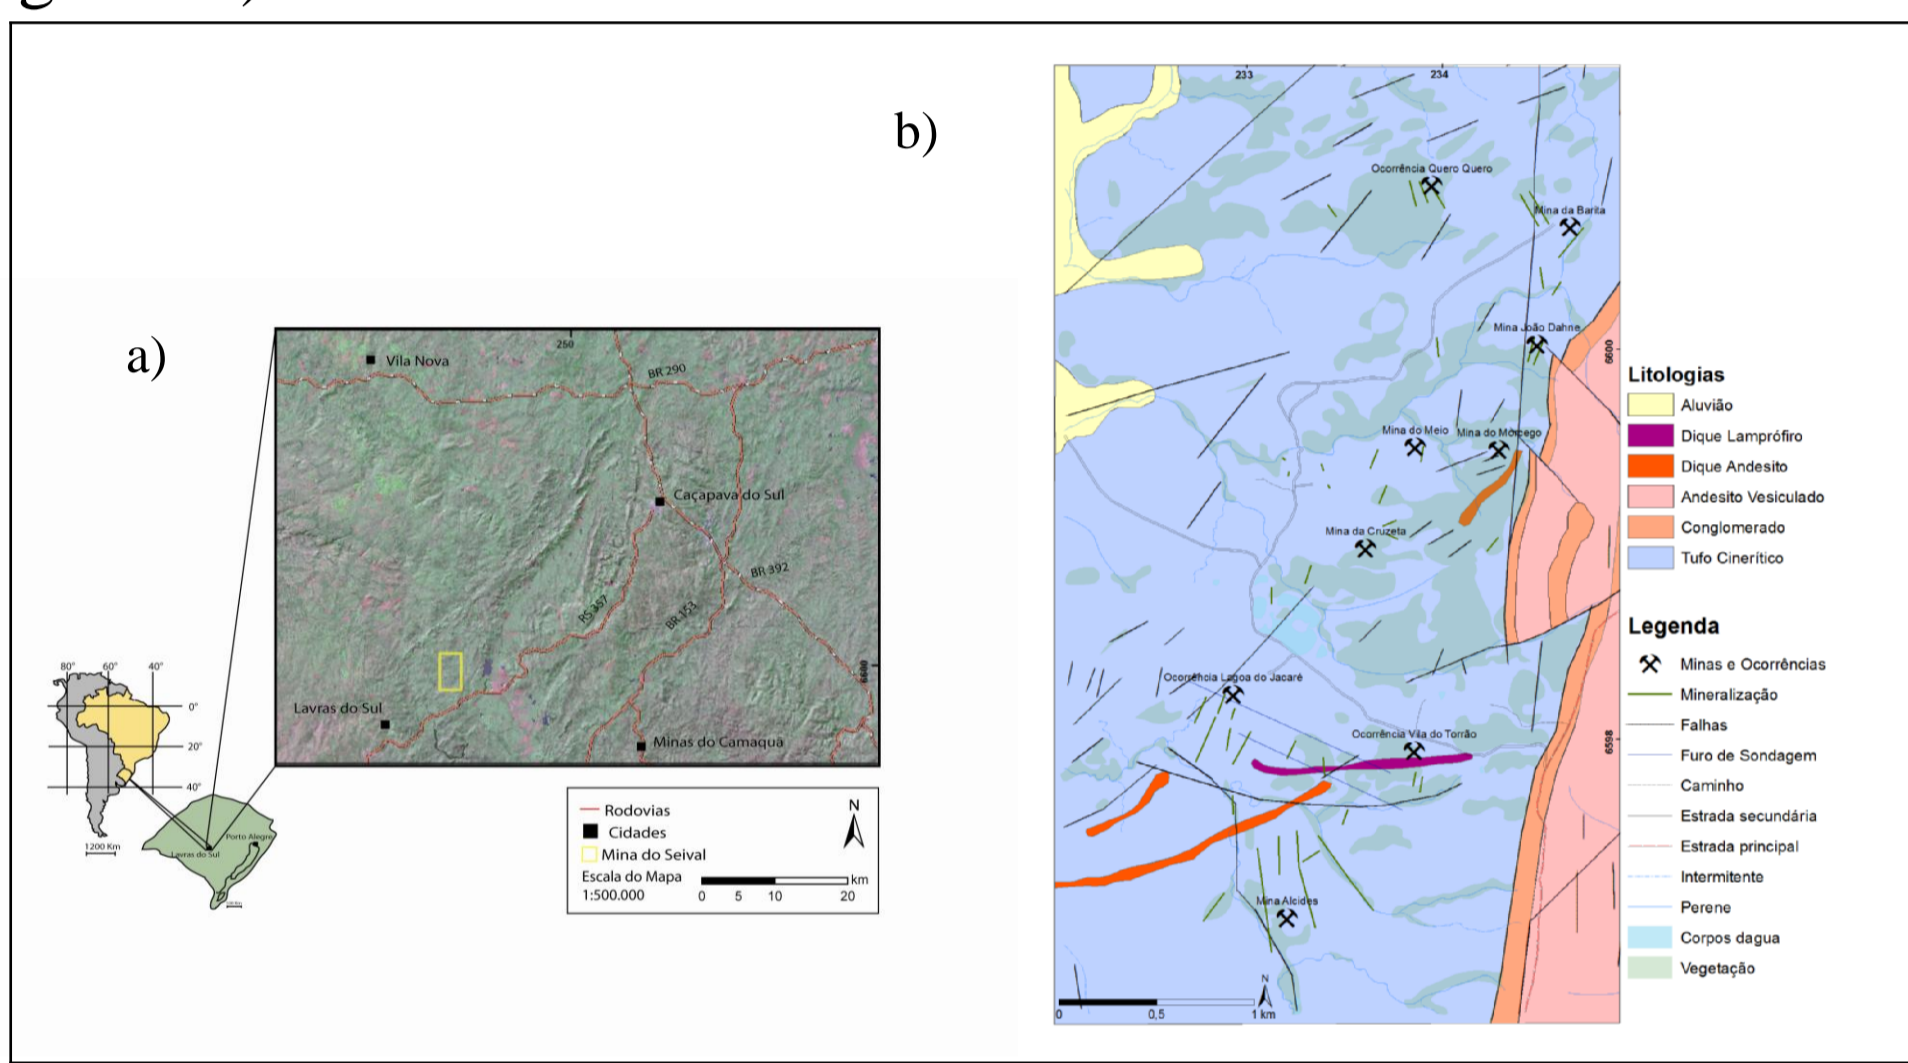 a)
b)
250
Vila Nova
BR 290
Caçapava do Sul
BR 392
RS 357
BR 153
6600
Lavras do Sul
Minas do Camaquã
80° 60° 40°
0°
20°
40°
1200 Km
Porto Alegre
Lavras do Sul
Rodovias
Cidades
Mina do Seival
Escala do Mapa
1:500.000
N
km
0 5 10 20
233 234
Ocorrência Quero Quero
Mina da Barita
Mina João Dahne
6600
Mina do Meio
Mina do Morcego
Mina da Cruzeta
Ocorrência Lagoa do Jacaré
Ocorrência Vila do Torrão
6598
Mina Alcides
N
0 0,5 1 km
Litologias
Aluvião
Dique Lamprófiro
Dique Andesito
Andesito Vesiculado
Conglomerado
Tufo Cinerítico
Legenda
Minas e Ocorrências
Mineralização
Falhas
Furo de Sondagem
Caminho
Estrada secundária
Estrada principal
Intermitente
Perene
Corpos dagua
Vegetação